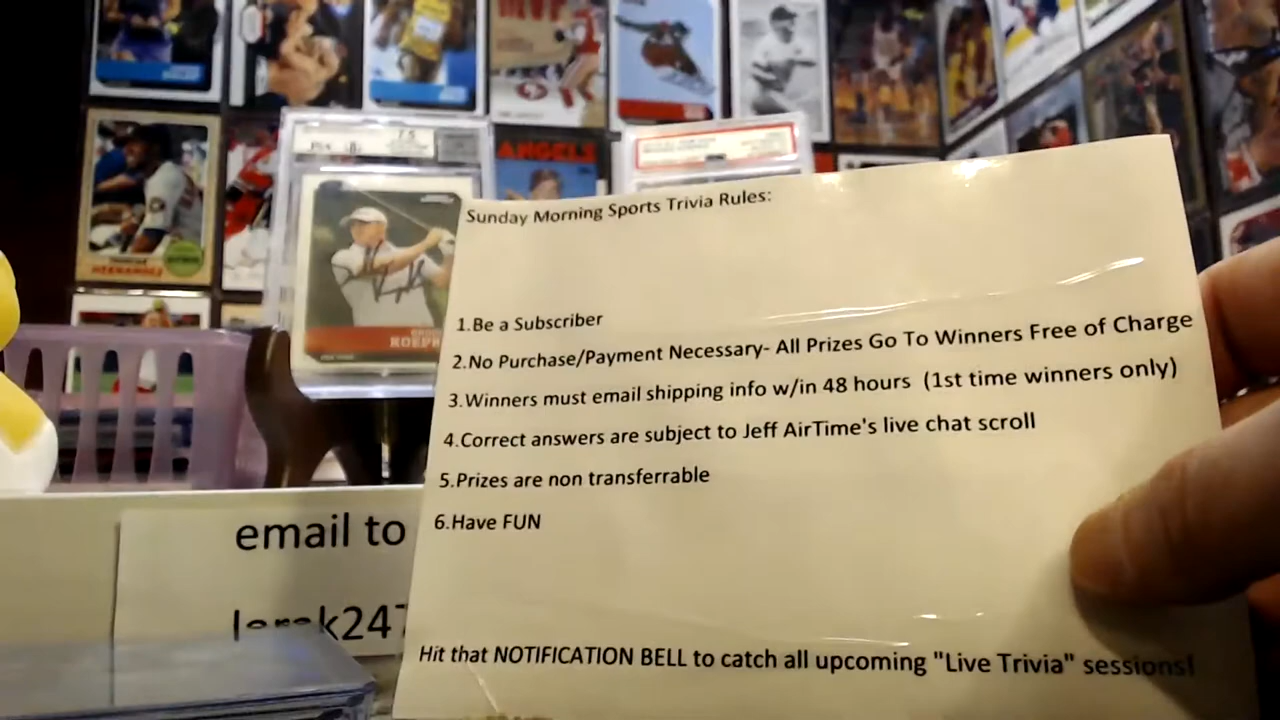 MVP
ANGELS
7.5
HERNANDEZ
Sunday Morning Sports Trivia Rules:
1.Be a Subscriber
2.No Purchase/Payment Necessary- All Prizes Go To Winners Free of Charge
3.Winners must email shipping info w/in 48 hours (1st time winners only)
4.Correct answers are subject to Jeff AirTime's live chat scroll
5.Prizes are non transferrable
6.Have FUN
email to
Hit that NOTIFICATION BELL to catch all upcoming "Live Trivia" sessions!